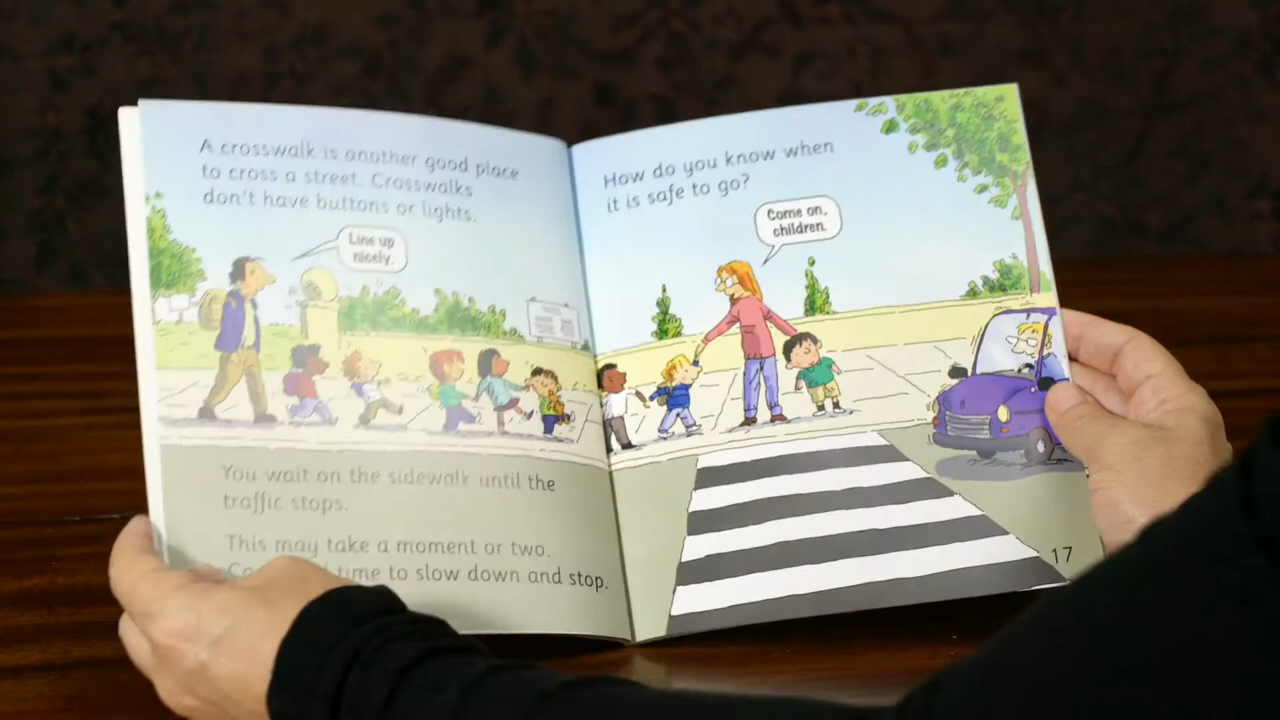 A crosswalk is another good place
to cross a street. Crosswalks
don't have buttons or lights.
Line up
nicely.
You wait on the sidewalk until the
traffic stops.
This may take a moment or two.
time to slow down and stop.
How do you know when
it is safe to go?
Come on,
children.
17